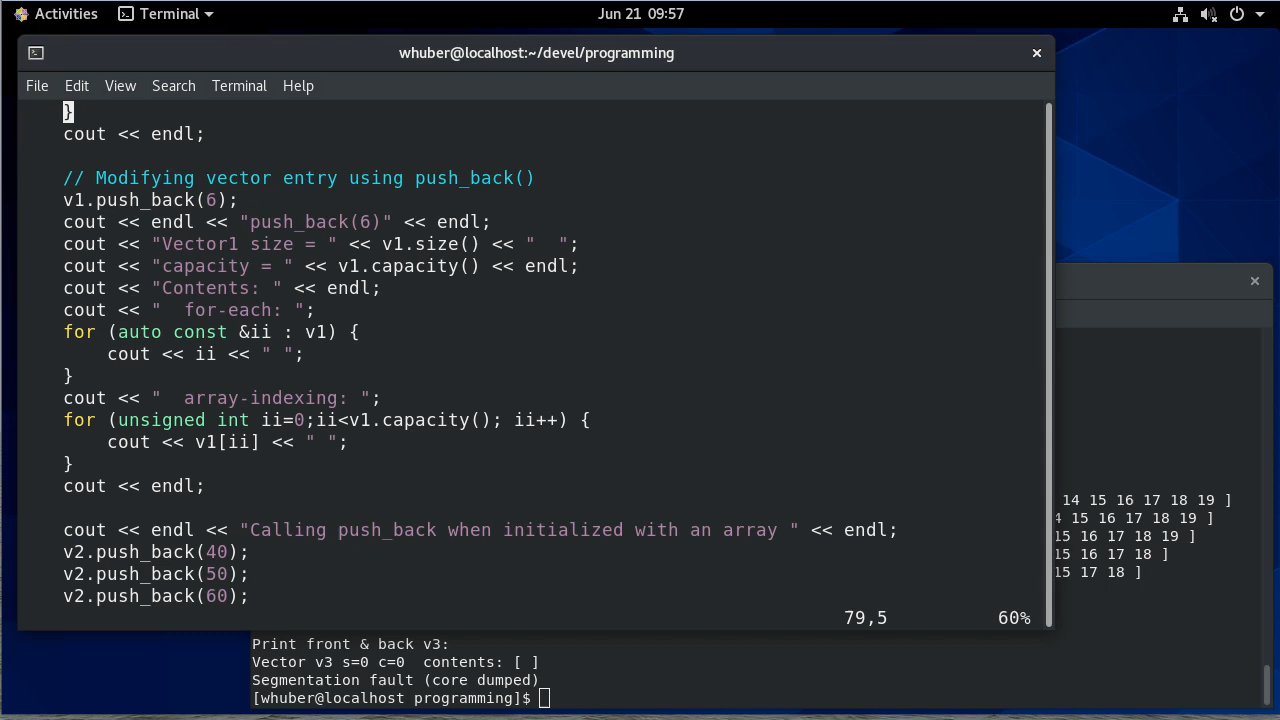 Activities Terminal Jun 21 09:57
whuber@localhost:~/devel/programming
File Edit View Search Terminal Help
}
cout << endl;
// Modifying vector entry using push_back()
v1.push_back(6);
cout << endl << "push_back(6)" << endl;
cout << "Vector1 size = " << v1.size() << "  ";
cout << "capacity = " << v1.capacity() << endl;
cout << "Contents: " << endl;
cout << "  for-each: ";
for (auto const &ii : v1) {
    cout << ii << " ";
}
cout << "  array-indexing: ";
for (unsigned int ii=0;ii<v1.capacity(); ii++) {
    cout << v1[ii] << " ";
}
cout << endl;
cout << endl << "Calling push_back when initialized with an array " << endl;
v2.push_back(40);
v2.push_back(50);
v2.push_back(60);
79,5 60%
14 15 16 17 18 19 ]
15 16 17 18 19 ]
15 16 17 18 19 ]
15 16 17 18 ]
15 17 18 ]
Print front & back v3:
Vector v3 s=0 c=0  contents: [ ]
Segmentation fault (core dumped)
[whuber@localhost programming]$